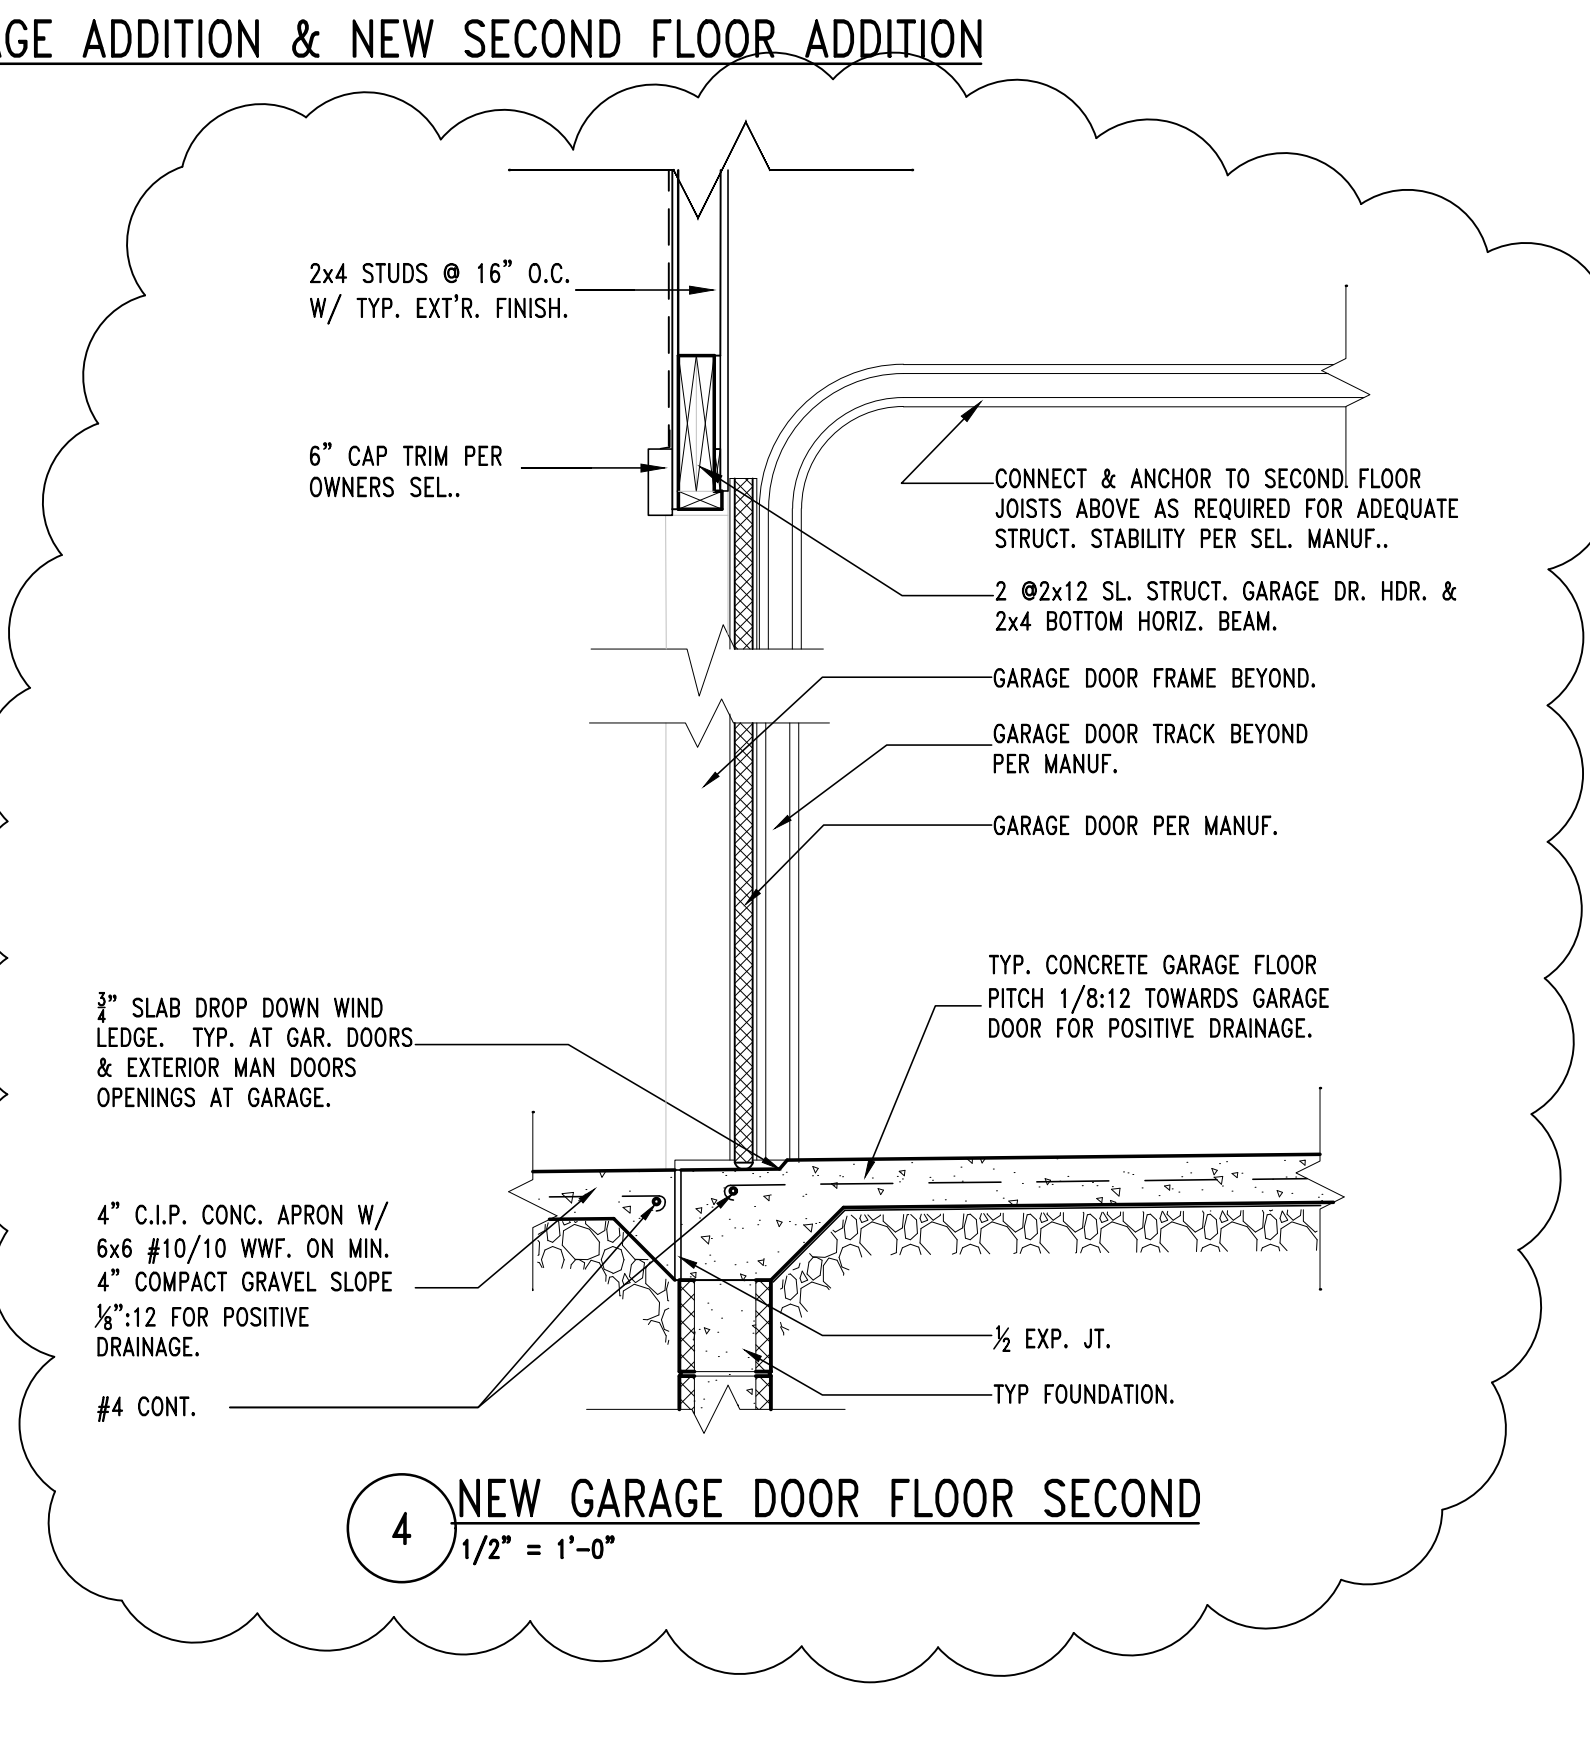 GE ADDITION & NEW SECOND FLOOR ADDITION
2x4 STUDS @ 16" O.C.
W/ TYP. EXT'R. FINISH.
6" CAP TRIM PER
OWNERS SEL..
CONNECT & ANCHOR TO SECOND FLOOR
JOISTS ABOVE AS REQUIRED FOR ADEQUATE
STRUCT. STABILITY PER SEL. MANUF..
2 @2x12 SL. STRUCT. GARAGE DR. HDR. &
2x4 BOTTOM HORIZ. BEAM.
GARAGE DOOR FRAME BEYOND.
GARAGE DOOR TRACK BEYOND
PER MANUF.
GARAGE DOOR PER MANUF.
TYP. CONCRETE GARAGE FLOOR
PITCH 1/8:12 TOWARDS GARAGE
DOOR FOR POSITIVE DRAINAGE.
¾" SLAB DROP DOWN WIND
LEDGE. TYP. AT GAR. DOORS
& EXTERIOR MAN DOORS
OPENINGS AT GARAGE.
4" C.I.P. CONC. APRON W/
6x6 #10/10 WWF. ON MIN.
4" COMPACT GRAVEL SLOPE
⅛":12 FOR POSITIVE
DRAINAGE.
#4 CONT.
½ EXP. JT.
TYP FOUNDATION.
4
NEW GARAGE DOOR FLOOR SECOND
1/2" = 1'-0"